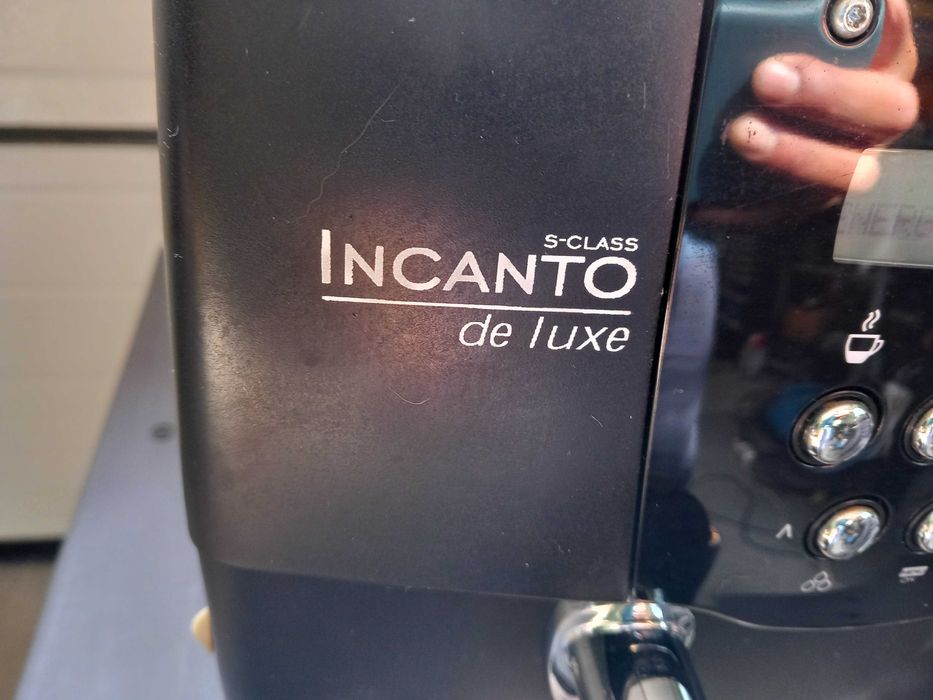 S-CLASS
INCANTO
de luxe